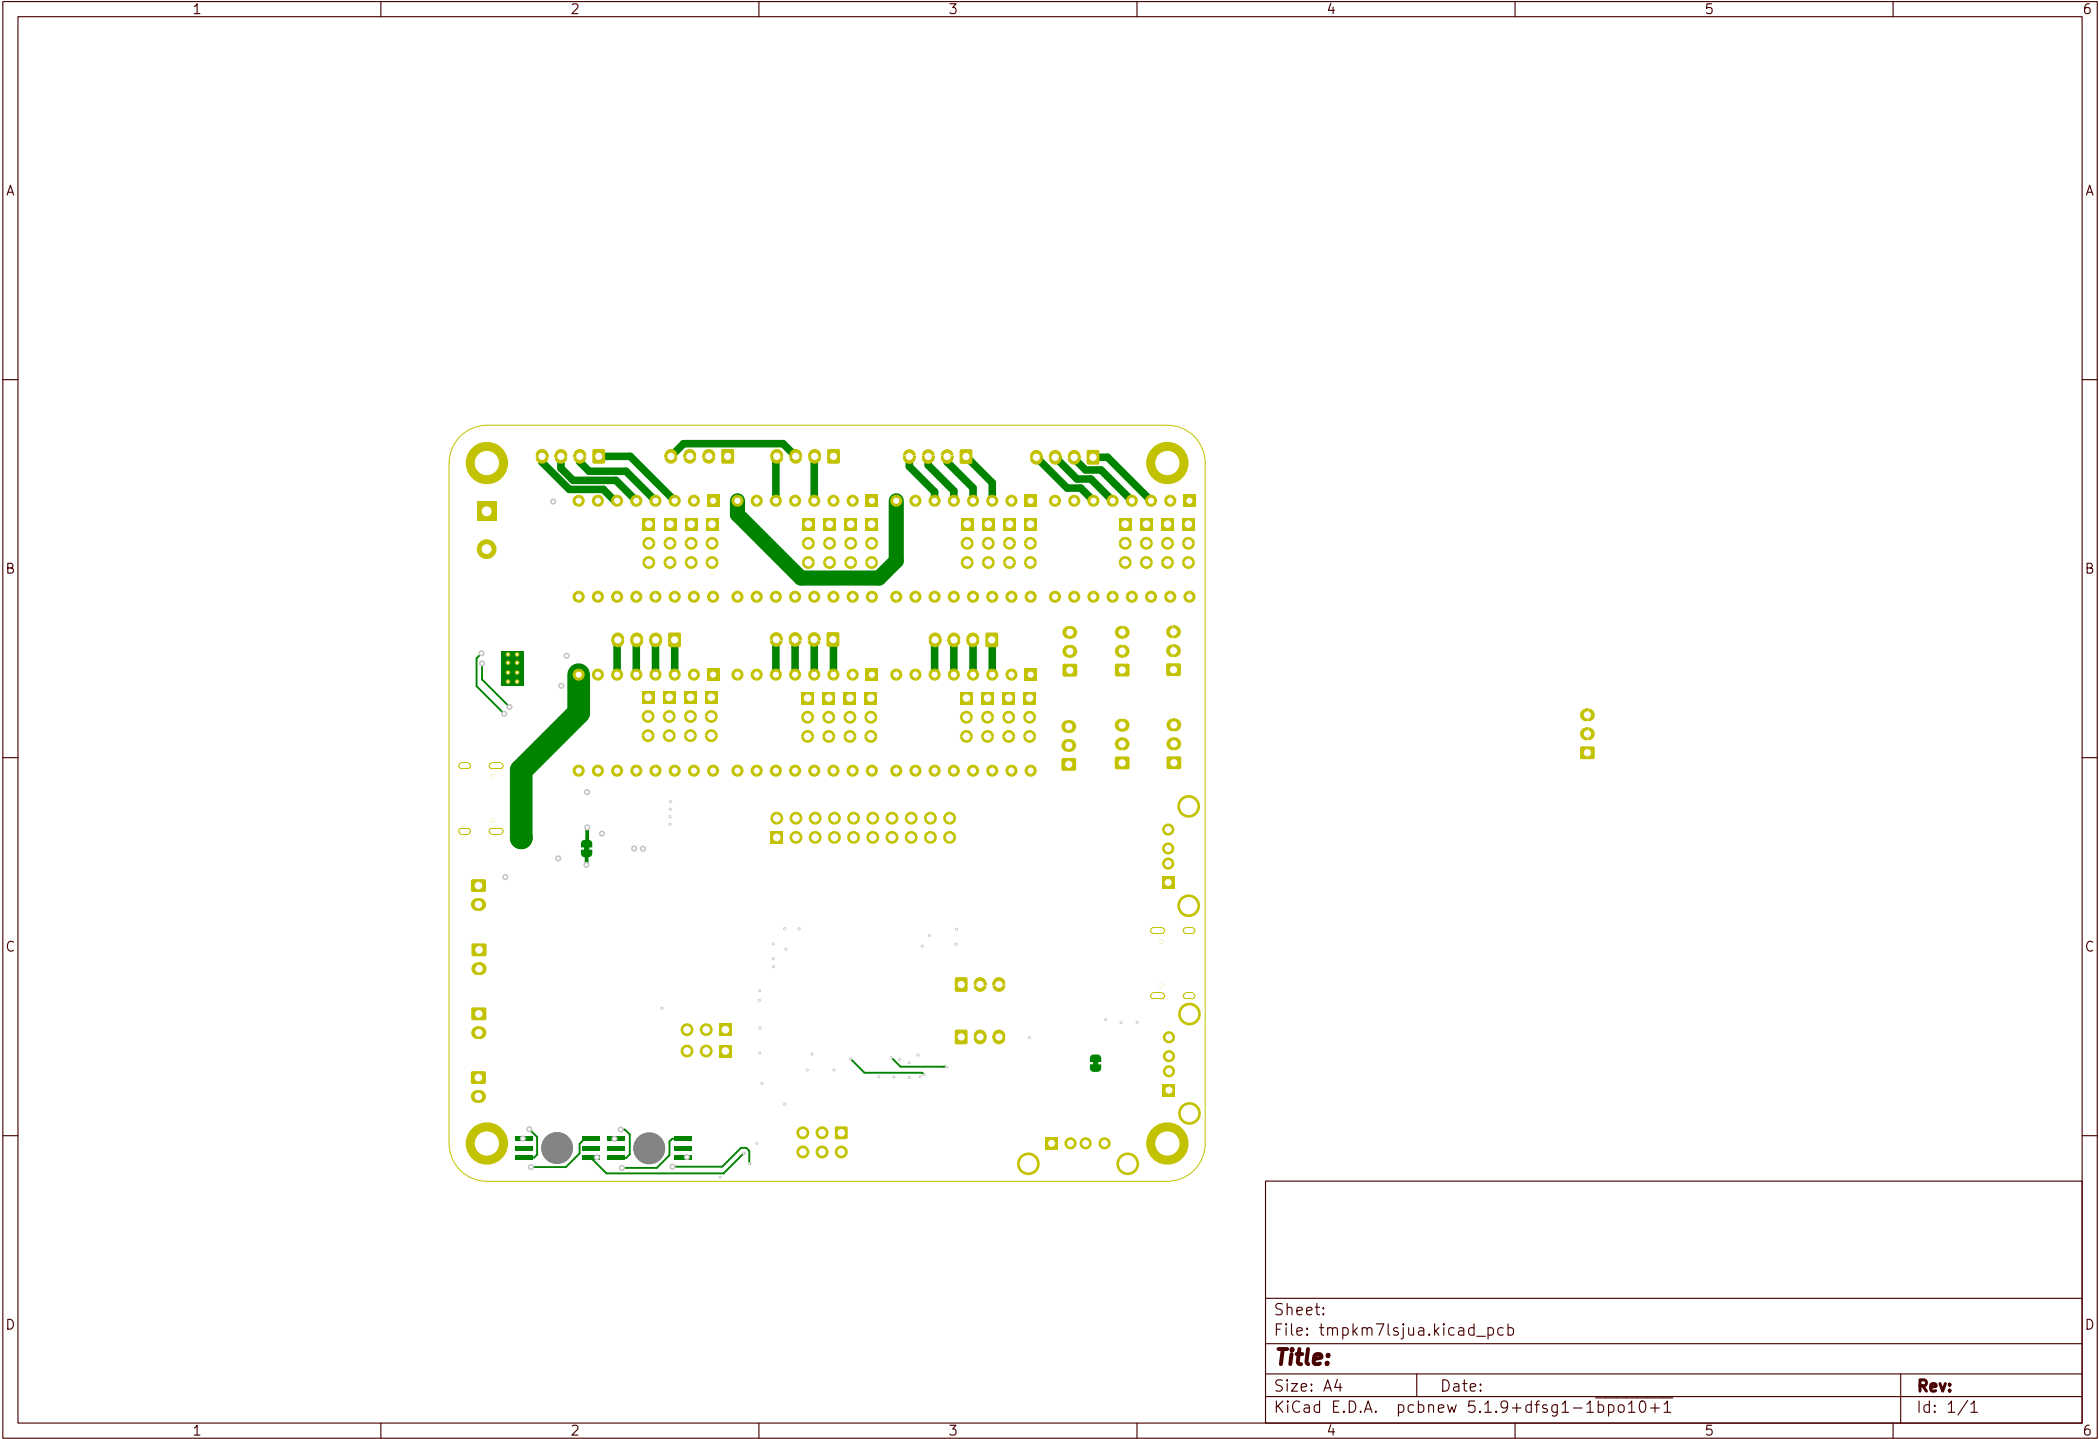 1 2 3 4 5 6
A A
B B
C C
D D
Sheet:
File: tmpkm7lsjua.kicad_pcb
Title:
Size: A4 Date: Rev:
KiCad E.D.A. pcbnew 5.1.9+dfsg1-1bpo10+1 Id: 1/1
1 2 3 4 5 6